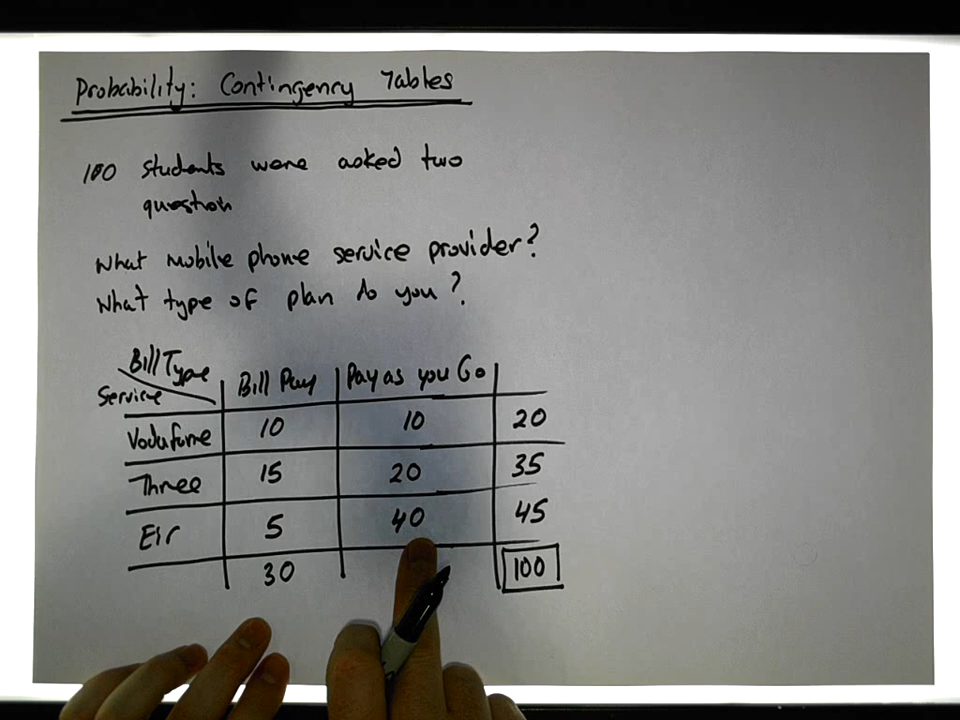 Probability: Contingency Tables
100 students were asked two
question
What mobile phone service provider?
What type of plan do you?
Bill Type
Service
Bill Pay
Pay as you Go
Vodafone 10 10 20
Three 15 20 35
Eir 5 40 45
30 100